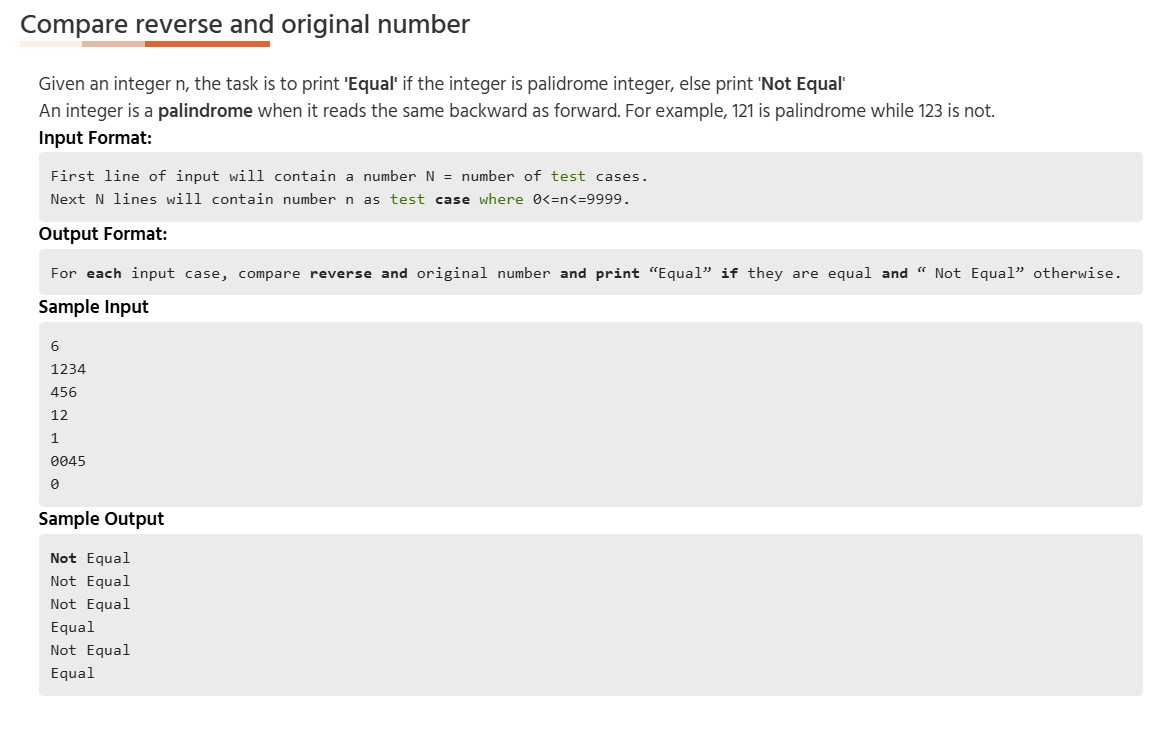 Compare reverse and original number
Given an integer n, the task is to print 'Equal' if the integer is palidrome integer, else print 'Not Equal'
An integer is a palindrome when it reads the same backward as forward. For example, 121 is palindrome while 123 is not.
Input Format:
First line of input will contain a number N = number of test cases.
Next N lines will contain number n as test case where 0<=n<=9999.
Output Format:
For each input case, compare reverse and original number and print “Equal” if they are equal and “ Not Equal” otherwise.
Sample Input
6
1234
456
12
1
0045
0
Sample Output
Not Equal
Not Equal
Not Equal
Equal
Not Equal
Equal